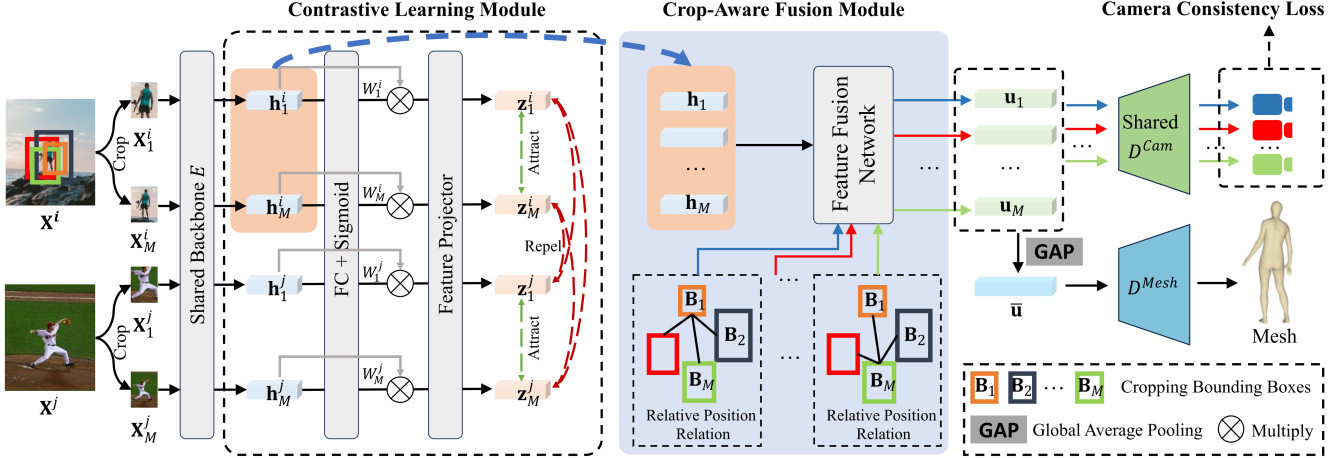 Contrastive Learning Module
Crop-Aware Fusion Module
Camera Consistency Loss
X^i
Crop
X_1^i
X_M^i
X^j
Crop
X_1^j
X_M^j
Shared Backbone E
h_1^i
h_M^i
h_1^j
h_M^j
FC + Sigmoid
W_1^i
W_M^i
W_1^j
W_M^j
Feature Projector
z_1^i
Attract
z_M^i
Repel
z_1^j
Attract
z_M^j
h_1
...
h_M
Feature Fusion
Network
...
B_1
B_2
B_M
Relative Position
Relation
...
...
B_1
B_2
B_M
Relative Position
Relation
u_1
...
u_M
GAP
ū
...
Shared
D^{Cam}
...
...
D^{Mesh}
Mesh
B_1 B_2 ... B_M Cropping Bounding Boxes
GAP Global Average Pooling Multiply